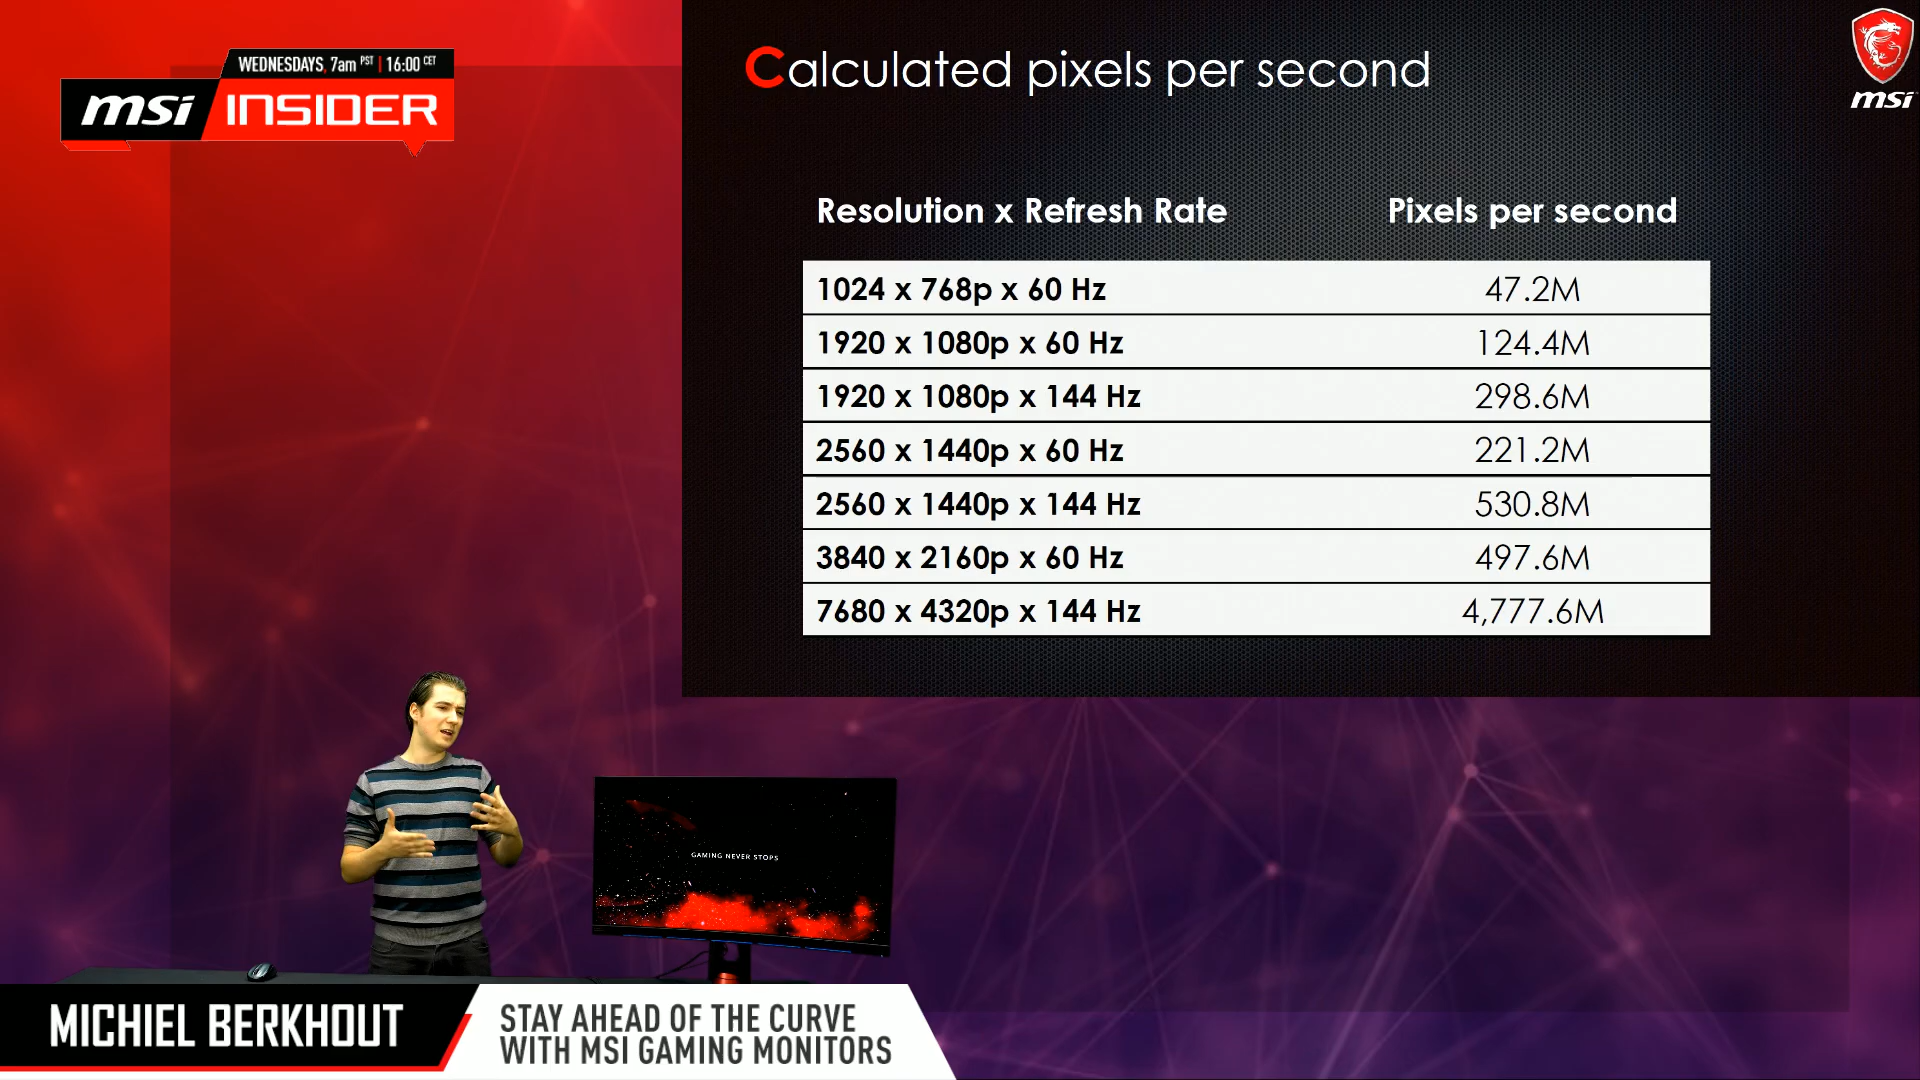 WEDNESDAYS, 7am PST | 16:00 CET
msi INSIDER
Calculated pixels per second
msi
Resolution x Refresh Rate Pixels per second
1024 x 768p x 60 Hz 47.2M
1920 x 1080p x 60 Hz 124.4M
1920 x 1080p x 144 Hz 298.6M
2560 x 1440p x 60 Hz 221.2M
2560 x 1440p x 144 Hz 530.8M
3840 x 2160p x 60 Hz 497.6M
7680 x 4320p x 144 Hz 4,777.6M
GAMING NEVER STOPS
MICHIEL BERKHOUT
STAY AHEAD OF THE CURVE
WITH MSI GAMING MONITORS